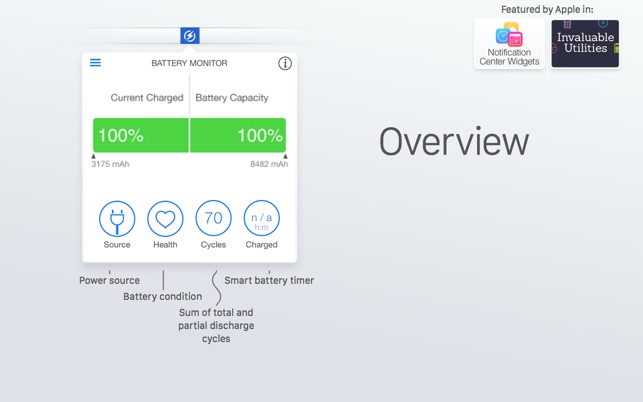 Featured by Apple in:
Notification
Center Widgets
Invaluable
Utilities
BATTERY MONITOR
Current Charged
Battery Capacity
100%
100%
3175 mAh
8482 mAh
Overview
70
n / a
h:m
Source
Health
Cycles
Charged
Power source
Smart battery timer
Battery condition
Sum of total and
partial discharge
cycles